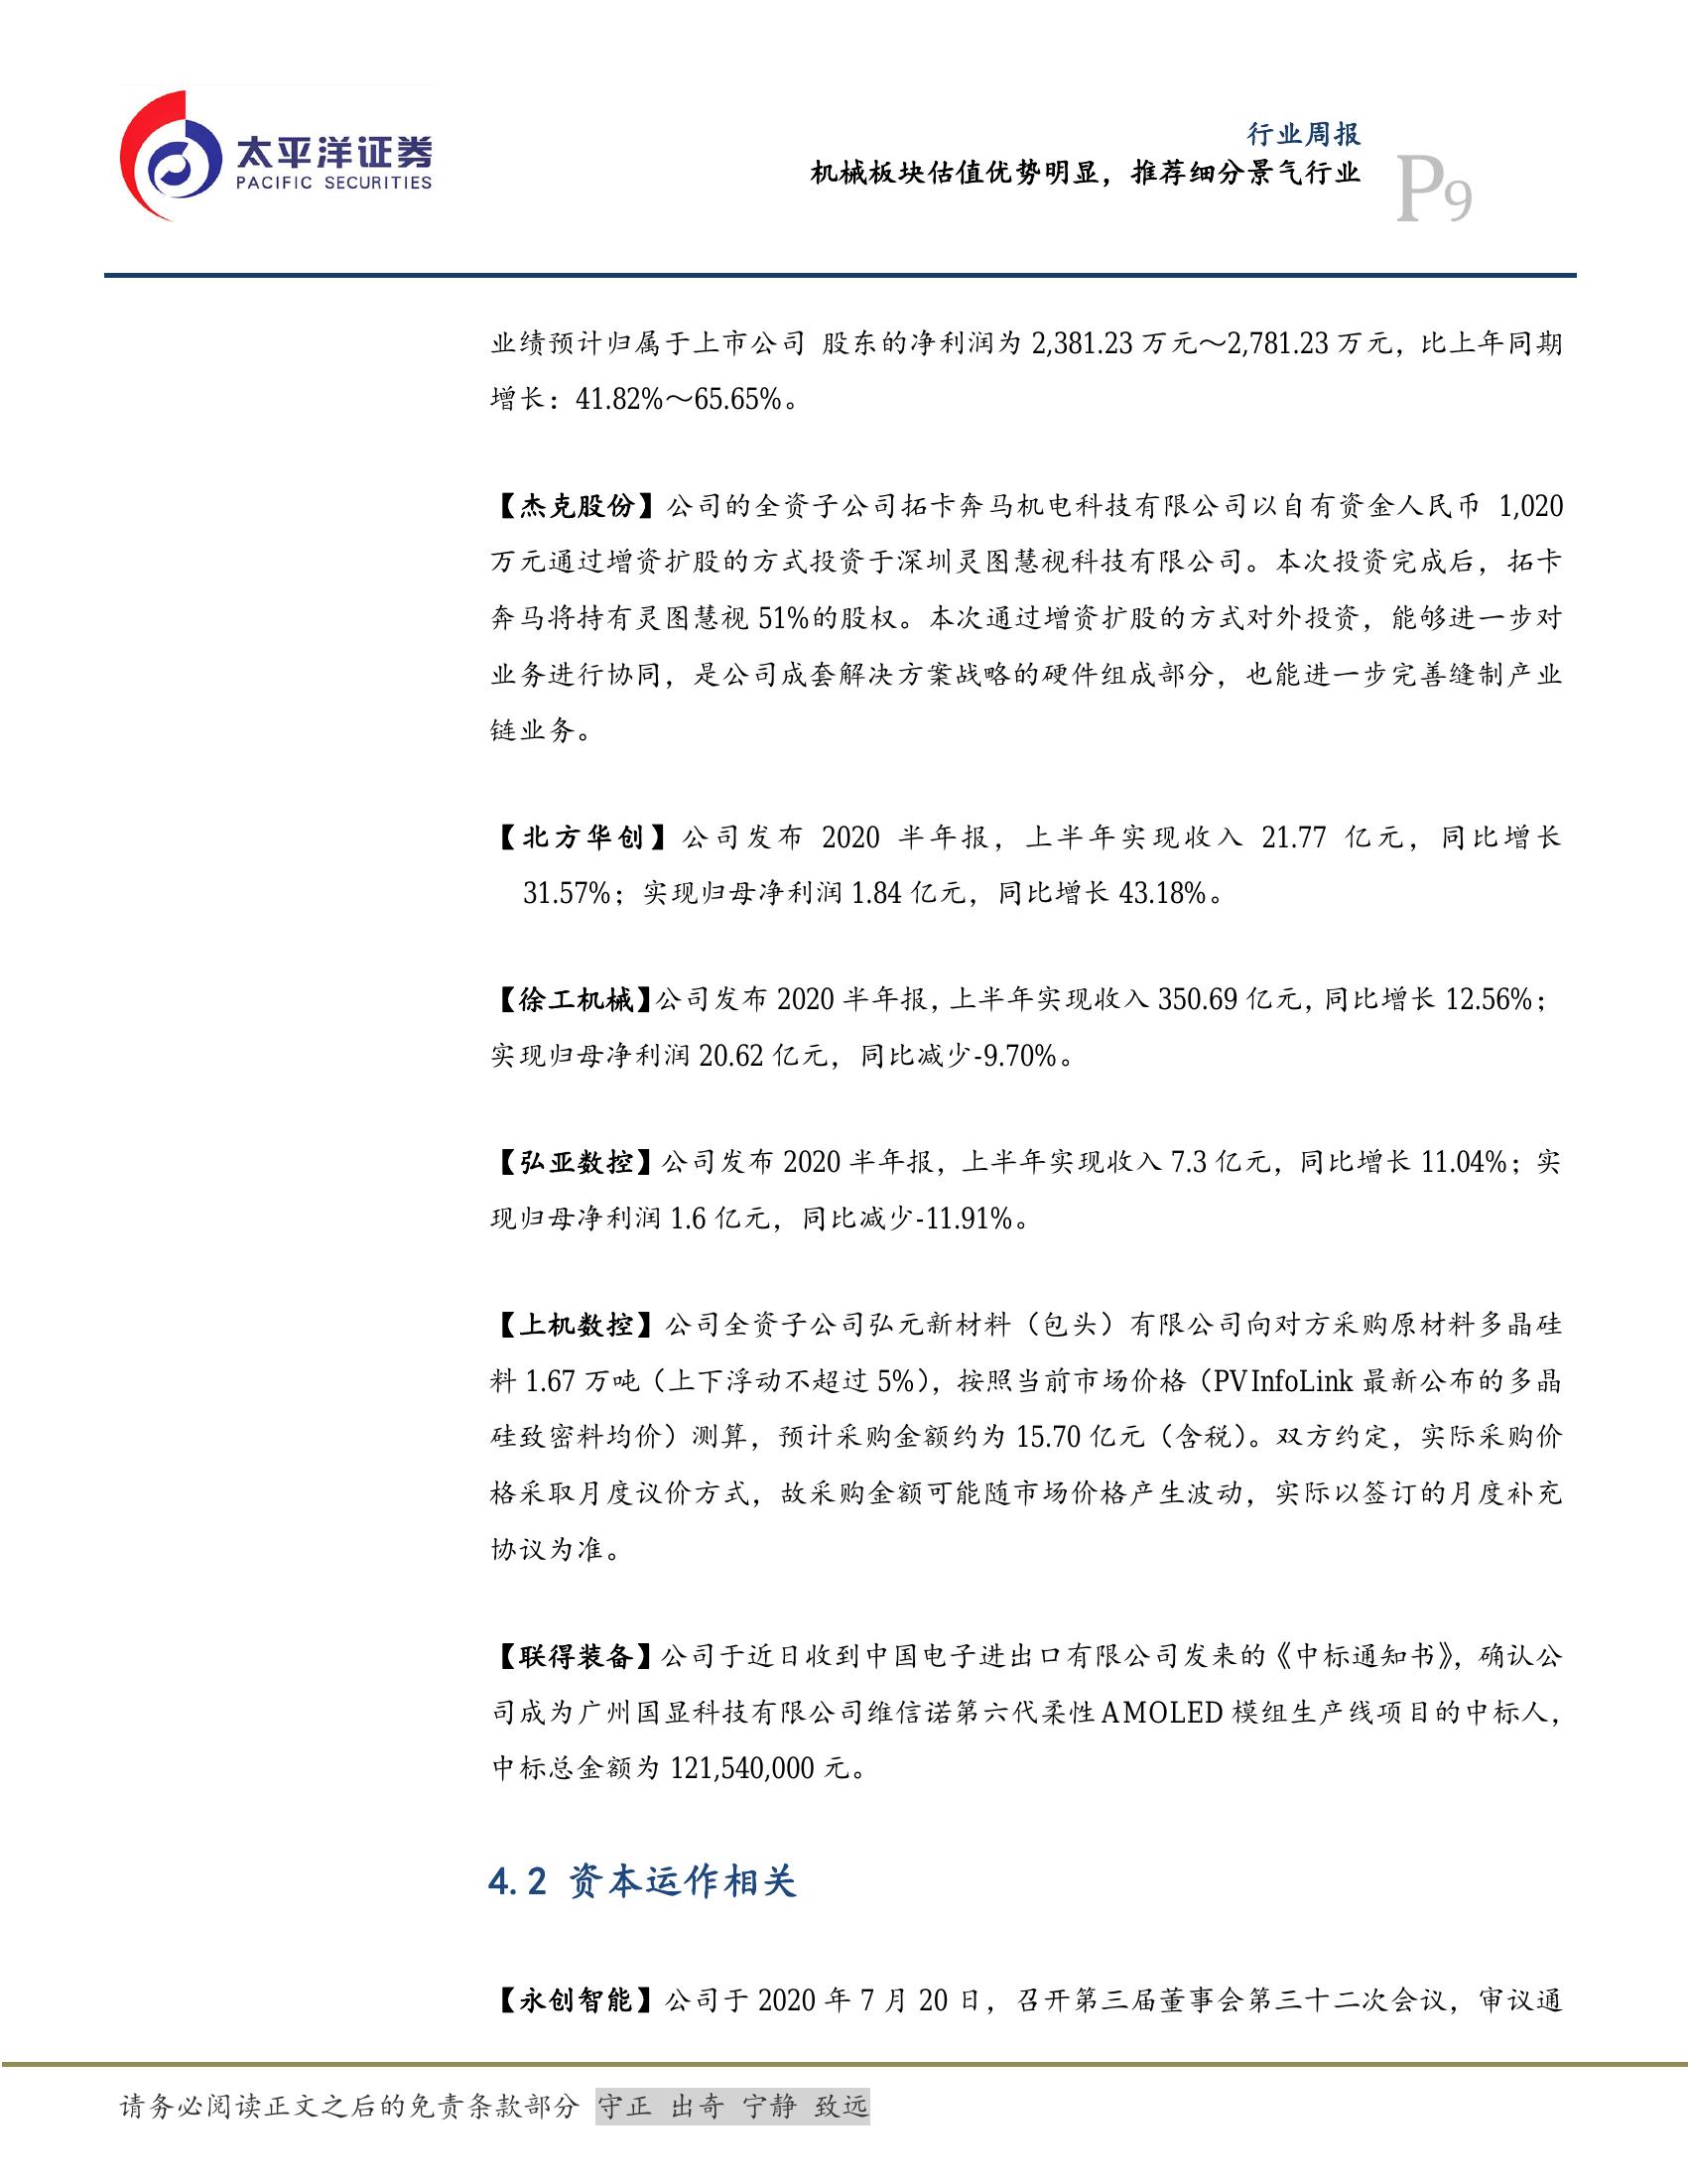 太平洋证券
PACIFIC SECURITIES
行业周报
机械板块估值优势明显，推荐细分景气行业
P9
业绩预计归属于上市公司 股东的净利润为 2,381.23 万元～2,781.23 万元，比上年同期
增长：41.82%～65.65%。
【杰克股份】公司的全资子公司拓卡奔马机电科技有限公司以自有资金人民币 1,020
万元通过增资扩股的方式投资于深圳灵图慧视科技有限公司。本次投资完成后，拓卡
奔马将持有灵图慧视 51%的股权。本次通过增资扩股的方式对外投资，能够进一步对
业务进行协同，是公司成套解决方案战略的硬件组成部分，也能进一步完善缝制产业
链业务。
【北方华创】公司发布 2020 半年报，上半年实现收入 21.77 亿元，同比增长
31.57%；实现归母净利润 1.84 亿元，同比增长 43.18%。
【徐工机械】公司发布 2020 半年报，上半年实现收入 350.69 亿元，同比增长 12.56%；
实现归母净利润 20.62 亿元，同比减少-9.70%。
【弘亚数控】公司发布 2020 半年报，上半年实现收入 7.3 亿元，同比增长 11.04%；实
现归母净利润 1.6 亿元，同比减少-11.91%。
【上机数控】公司全资子公司弘元新材料（包头）有限公司向对方采购原材料多晶硅
料 1.67 万吨（上下浮动不超过 5%），按照当前市场价格（PVInfoLink 最新公布的多晶
硅致密料均价）测算，预计采购金额约为 15.70 亿元（含税）。双方约定，实际采购价
格采取月度议价方式，故采购金额可能随市场价格产生波动，实际以签订的月度补充
协议为准。
【联得装备】公司于近日收到中国电子进出口有限公司发来的《中标通知书》，确认公
司成为广州国显科技有限公司维信诺第六代柔性 AMOLED 模组生产线项目的中标人，
中标总金额为 121,540,000 元。
4.2 资本运作相关
【永创智能】公司于 2020 年 7 月 20 日，召开第三届董事会第三十二次会议，审议通
请务必阅读正文之后的免责条款部分 守正 出奇 宁静 致远